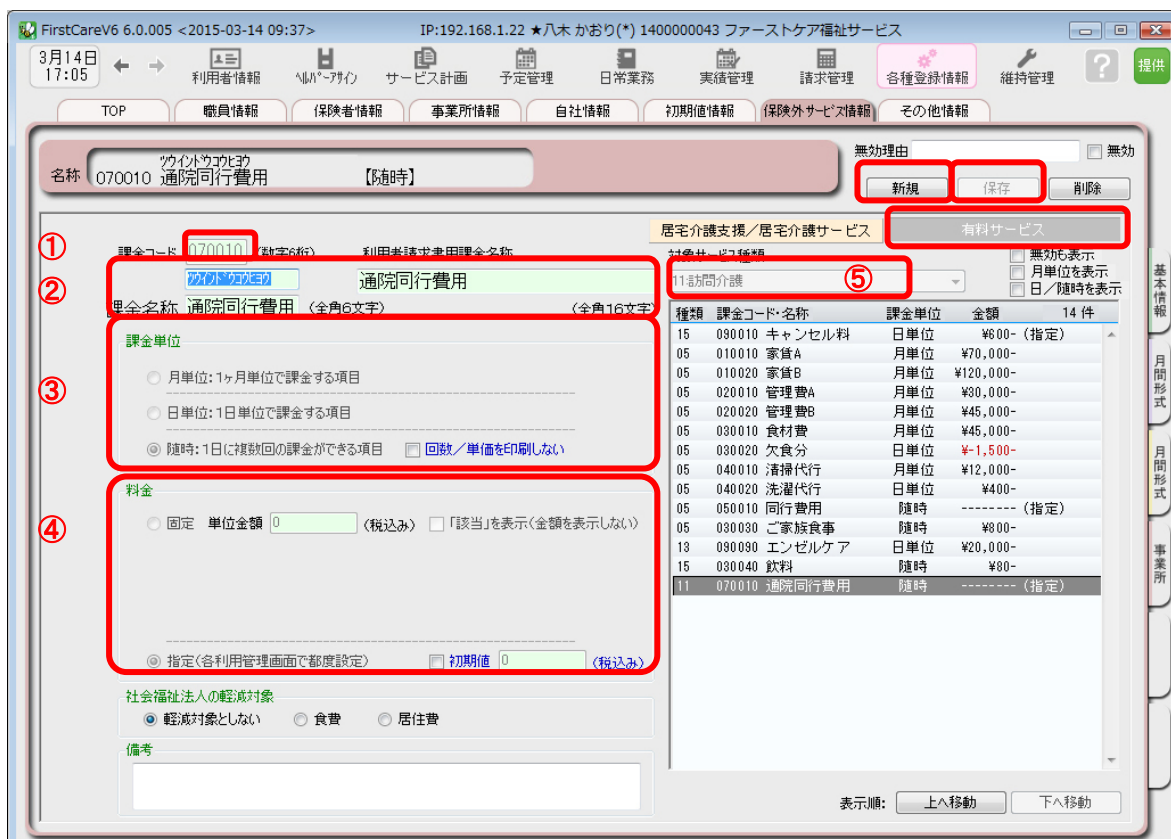 FirstCareV6 6.0.005 <2015-03-14 09:37> IP:192.168.1.22 ★八木 かおり(*) 1400000043 ファーストケア福祉サービス
3月14日
17:05
利用者情報 ﾍﾙﾊﾟｰｱｻｲﾝ サービス計画 予定管理 日常業務 実績管理 請求管理 各種登録情報 維持管理 ? 提供
TOP 職員情報 保険者情報 事業所情報 自社情報 初期値情報 保険外サービス情報 その他情報
無効理由 無効
名称 ﾂｳｲﾝﾄﾞｳｺｳﾋﾖｳ
070010 通院同行費用 【随時】
新規 保存 削除
居宅介護支援／居宅介護サービス 有料サービス
①
課金コード 070010 (数字6桁) 利用者請求書用課金名称
②
ﾂｳｲﾝﾄﾞｳｺｳﾋﾖｳ 通院同行費用
課金名称 通院同行費用 (全角6文字) (全角16文字)
③
課金単位
月単位:1ヶ月単位で課金する項目
日単位:1日単位で課金する項目
随時:1日に複数回の課金ができる項目 回数／単価を印刷しない
④
料金
固定 単位金額 0 (税込み) 「該当」を表示(金額を表示しない)
指定(各利用管理画面で都度設定) 初期値 0 (税込み)
社会福祉法人の軽減対象
軽減対象としない 食費 居住費
備考
対象サービス種類
⑤
11:訪問介護
無効も表示
月単位を表示
日／随時を表示
種類 課金コード・名称 課金単位 金額 14 件
15 090010 キャンセル料 日単位 ¥600- (指定)
05 010010 家賃A 月単位 ¥70,000-
05 010020 家賃B 月単位 ¥120,000-
05 020010 管理費A 月単位 ¥30,000-
05 020020 管理費B 月単位 ¥45,000-
05 030010 食材費 月単位 ¥45,000-
05 030020 欠食分 日単位 ¥-1,500-
05 040010 清掃代行 月単位 ¥12,000-
05 040020 洗濯代行 日単位 ¥400-
05 050010 同行費用 随時 -------- (指定)
05 030030 ご家族食事 随時 ¥800-
13 090090 エンゼルケア 日単位 ¥20,000-
15 030040 飲料 随時 ¥80-
11 070010 通院同行費用 随時 -------- (指定)
表示順: 上へ移動 下へ移動
基本情報
月間形式
月間形式
事業所